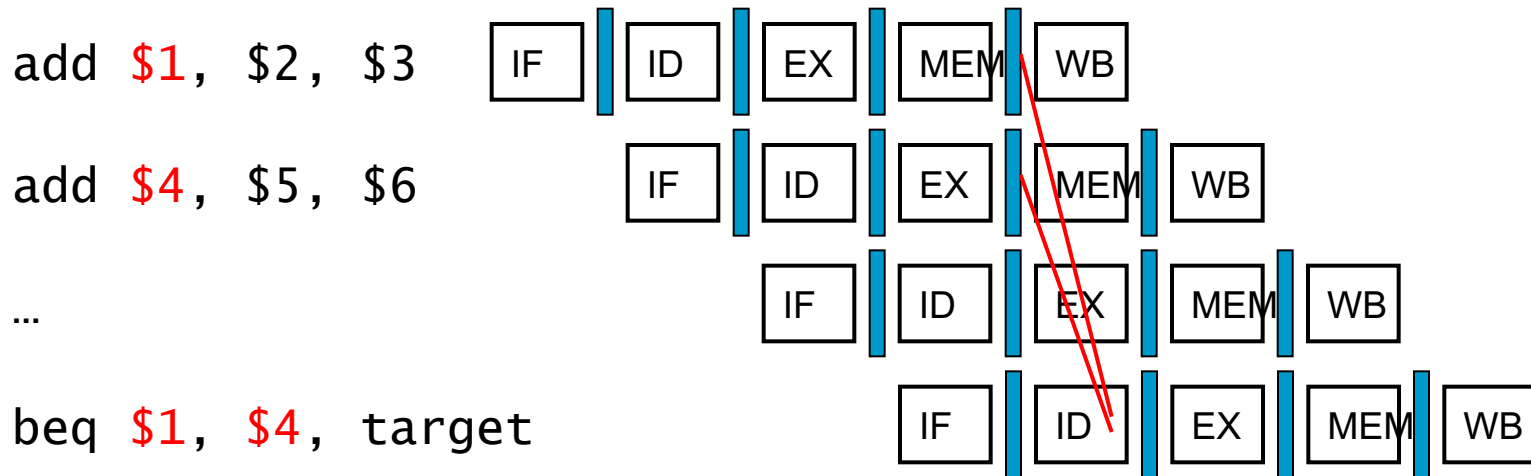 add $1, $2, $3 IF ID EX MEM WB
add $4, $5, $6 IF ID EX MEM WB
… IF ID EX MEM WB
beq $1, $4, target IF ID EX MEM WB